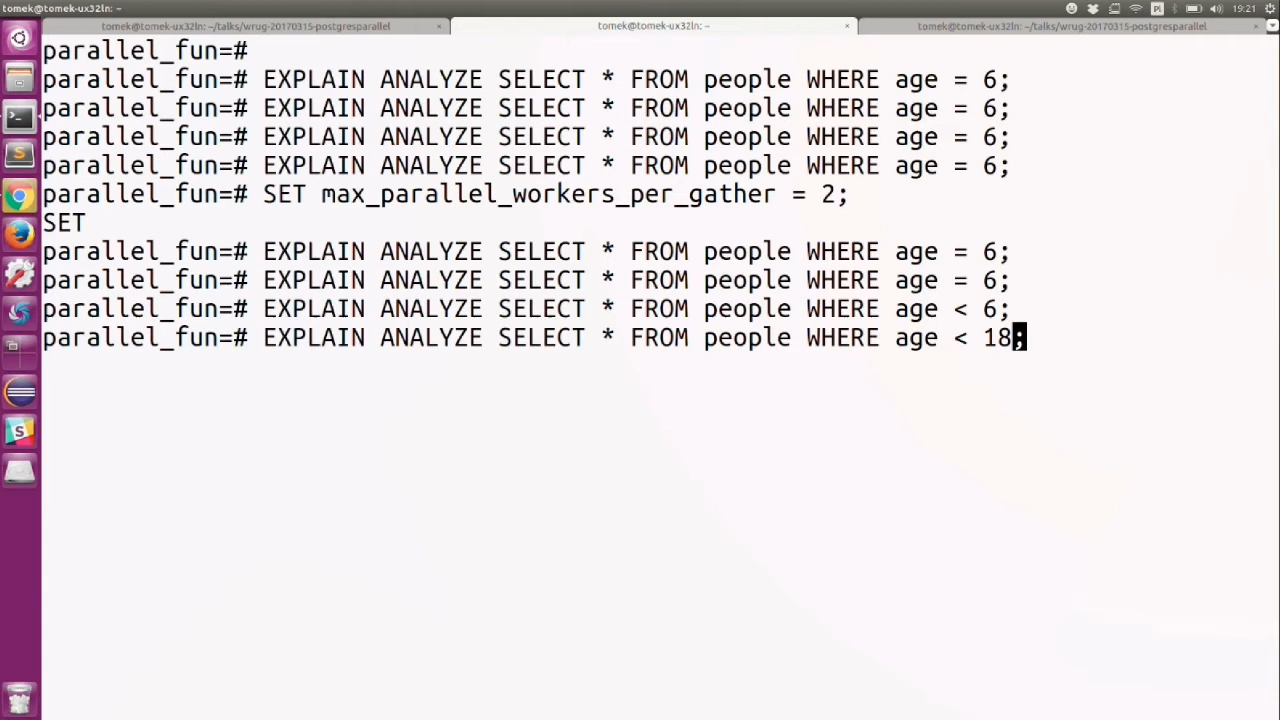 tomek@tomek-ux32ln: ~
Pl
19:21
tomek@tomek-ux32ln: ~/talks/wrug-20170315-postgresparallel
tomek@tomek-ux32ln: ~
tomek@tomek-ux32ln: ~/talks/wrug-20170315-postgresparallel
parallel_fun=#
parallel_fun=# EXPLAIN ANALYZE SELECT * FROM people WHERE age = 6;
parallel_fun=# EXPLAIN ANALYZE SELECT * FROM people WHERE age = 6;
parallel_fun=# EXPLAIN ANALYZE SELECT * FROM people WHERE age = 6;
parallel_fun=# EXPLAIN ANALYZE SELECT * FROM people WHERE age = 6;
parallel_fun=# SET max_parallel_workers_per_gather = 2;
SET
parallel_fun=# EXPLAIN ANALYZE SELECT * FROM people WHERE age = 6;
parallel_fun=# EXPLAIN ANALYZE SELECT * FROM people WHERE age = 6;
parallel_fun=# EXPLAIN ANALYZE SELECT * FROM people WHERE age < 6;
parallel_fun=# EXPLAIN ANALYZE SELECT * FROM people WHERE age < 18;